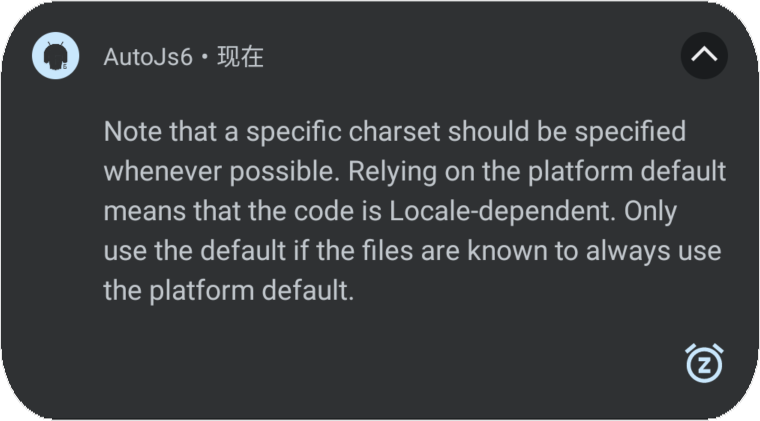 AutoJs6 • 现在
Note that a specific charset should be specified
whenever possible. Relying on the platform default
means that the code is Locale-dependent. Only
use the default if the files are known to always use
the platform default.
Z